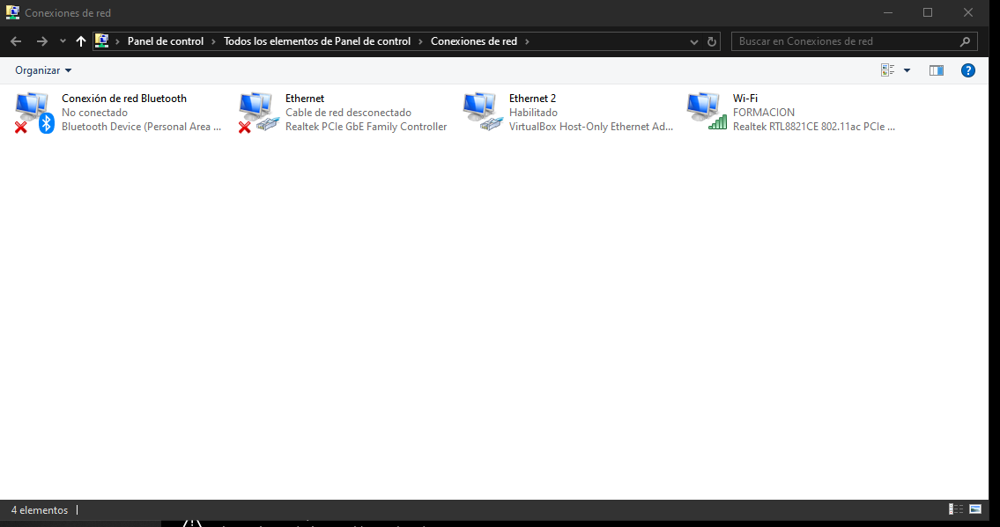 Conexiones de red
Panel de control > Todos los elementos de Panel de control > Conexiones de red >
Buscar en Conexiones de red
Organizar
Conexión de red Bluetooth
No conectado
Bluetooth Device (Personal Area ...
Ethernet
Cable de red desconectado
Realtek PCIe GbE Family Controller
Ethernet 2
Habilitado
VirtualBox Host-Only Ethernet Ad...
Wi-Fi
FORMACION
Realtek RTL8821CE 802.11ac PCIe ...
4 elementos